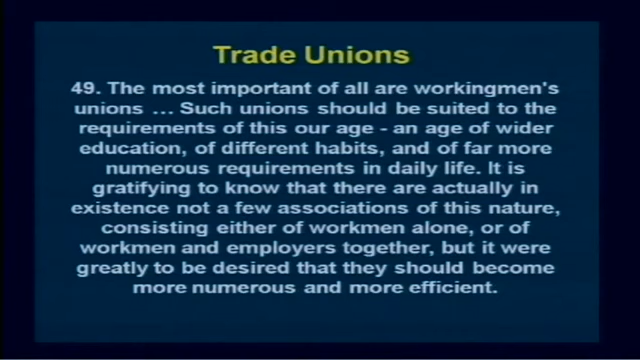 Trade Unions
49. The most important of all are workingmen's
unions ... Such unions should be suited to the
requirements of this our age - an age of wider
education, of different habits, and of far more
numerous requirements in daily life. It is
gratifying to know that there are actually in
existence not a few associations of this nature,
consisting either of workmen alone, or of
workmen and employers together, but it were
greatly to be desired that they should become
more numerous and more efficient.